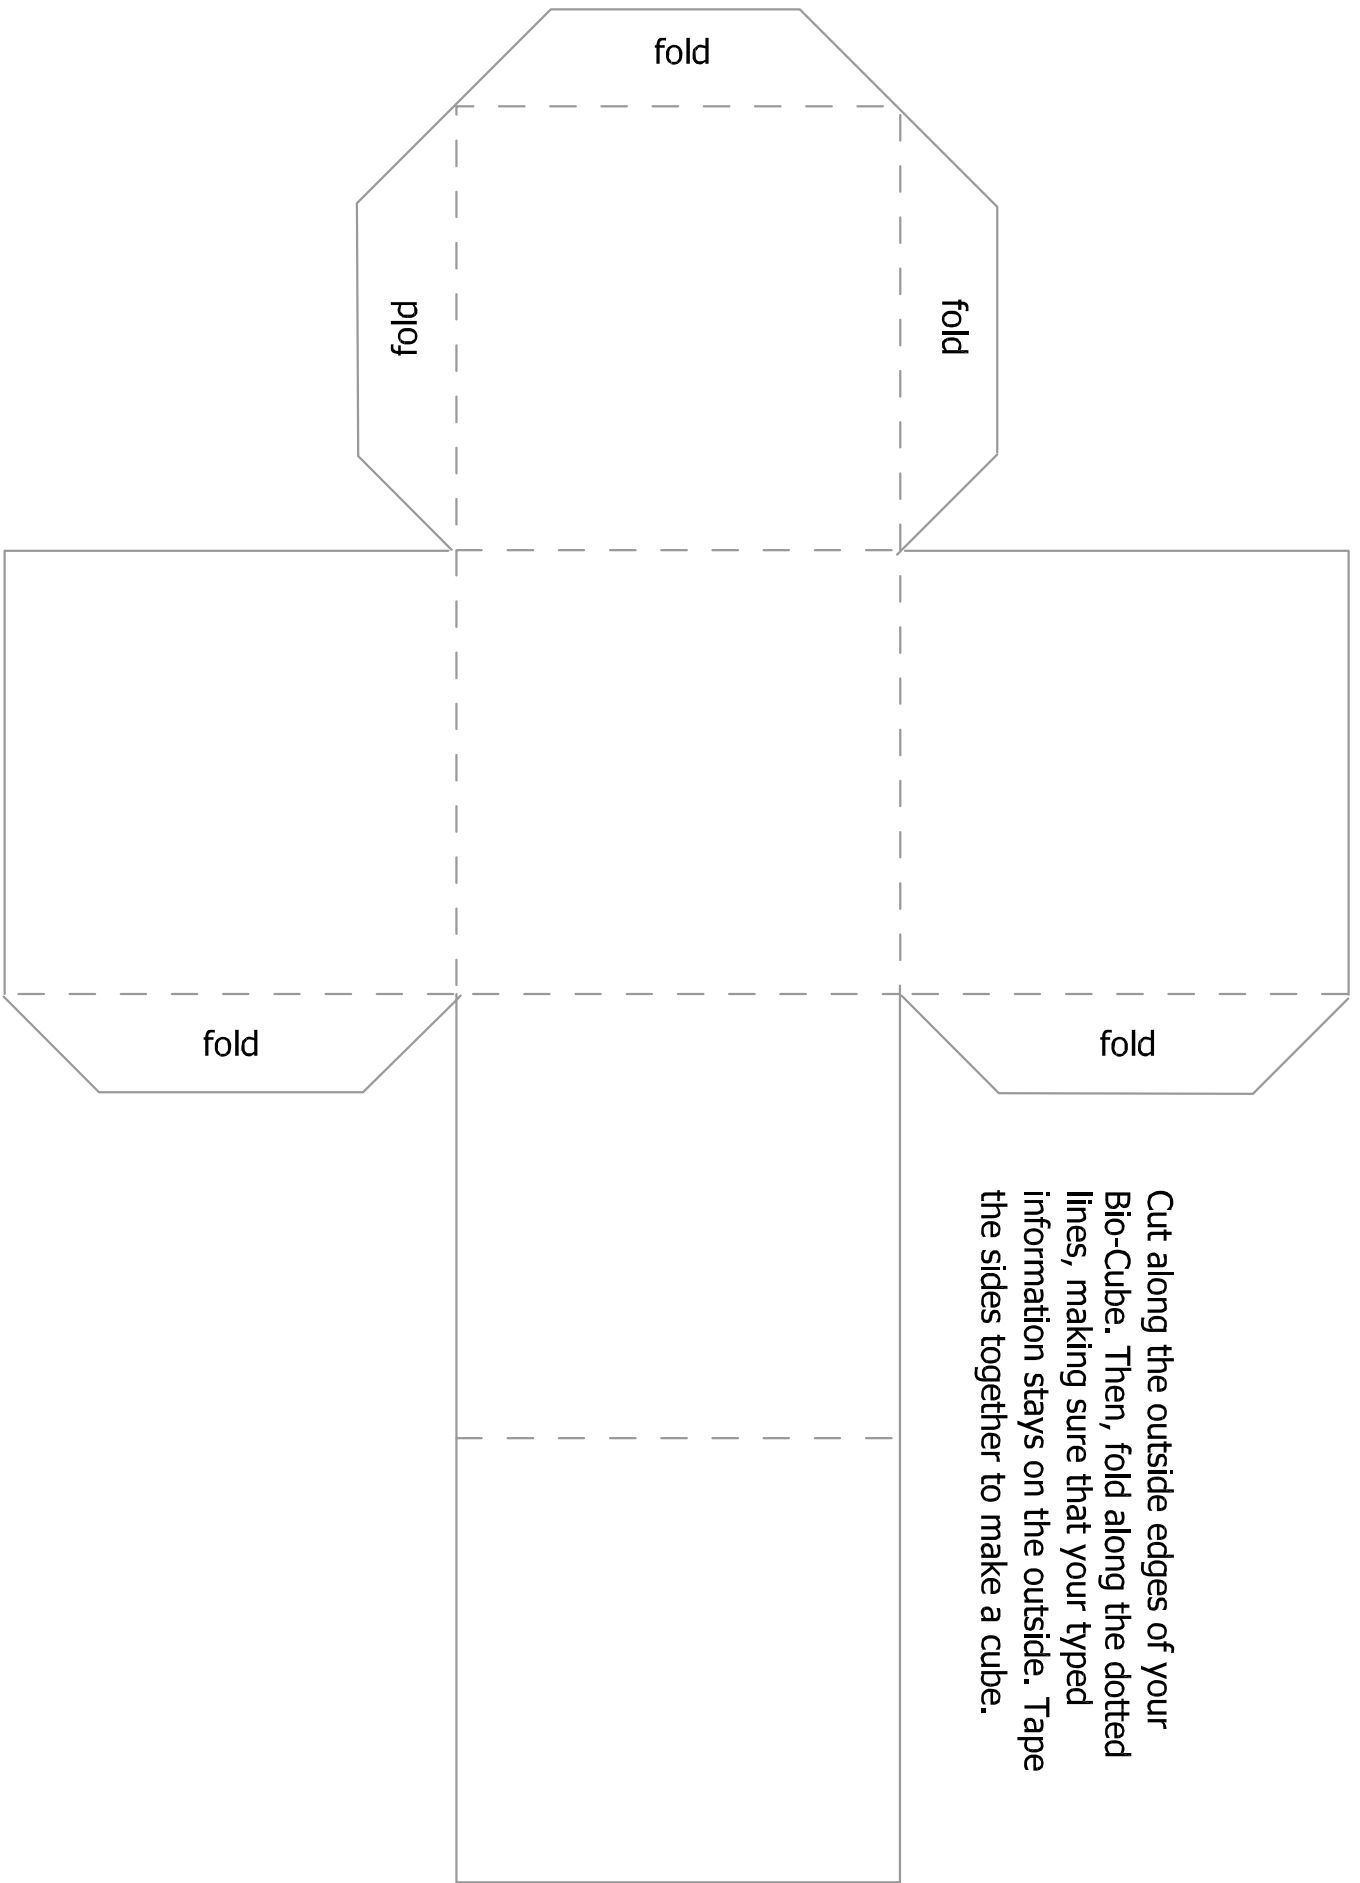 fold
fold
fold
fold
fold
Cut along the outside edges of your
Bio-Cube. Then, fold along the dotted
lines, making sure that your typed
information stays on the outside. Tape
the sides together to make a cube.